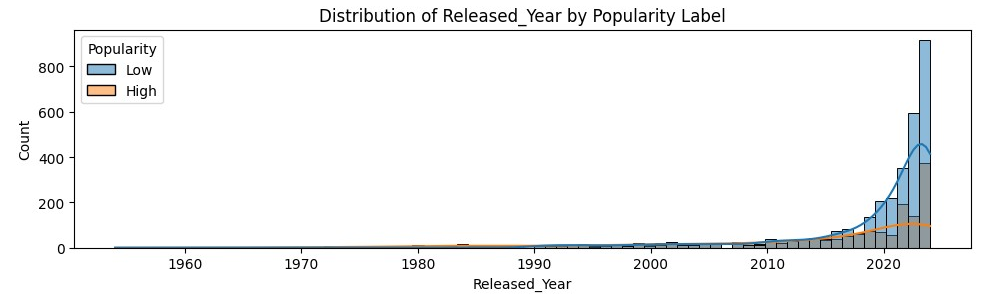 Distribution of Released_Year by Popularity Label
Popularity
Low
High
Count
800
600
400
200
0
1960 1970 1980 1990 2000 2010 2020
Released_Year